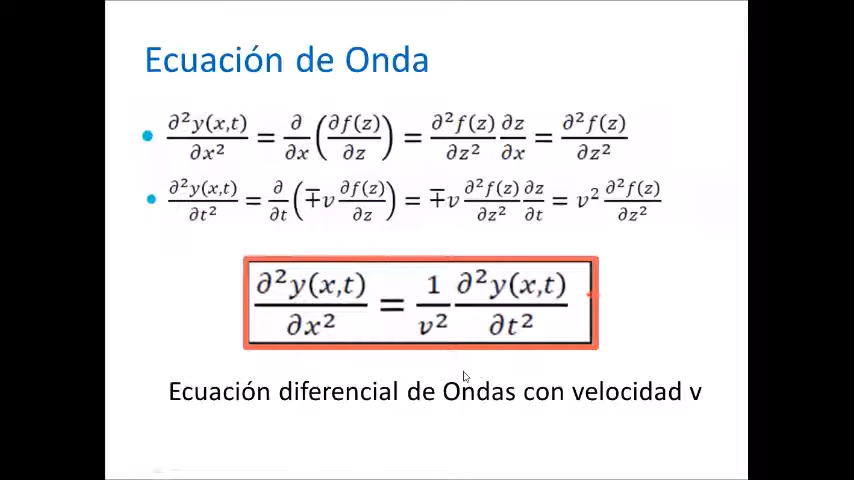 Ecuación de Onda
• ∂²y(x,t)/∂x² = ∂/∂x (∂f(z)/∂z) = ∂²f(z)/∂z² ∂z/∂x = ∂²f(z)/∂z²
• ∂²y(x,t)/∂t² = ∂/∂t (∓v ∂f(z)/∂z) = ∓v ∂²f(z)/∂z² ∂z/∂t = v² ∂²f(z)/∂z²
∂²y(x,t)/∂x² = 1/v² ∂²y(x,t)/∂t²
Ecuación diferencial de Ondas con velocidad v